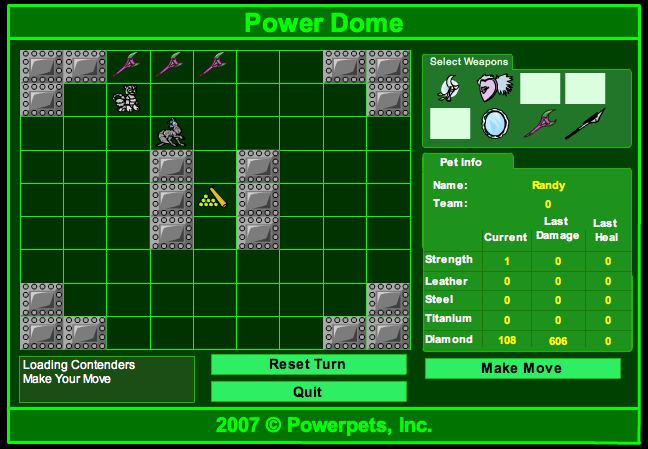 Power Dome
Select Weapons
Pet Info
Name: Randy
Team: 0
Current Last Damage Last Heal
Strength 1 0 0
Leather 0 0 0
Steel 0 0 0
Titanium 0 0 0
Diamond 108 606 0
Loading Contenders
Make Your Move
Reset Turn
Quit
Make Move
2007 © Powerpets, Inc.